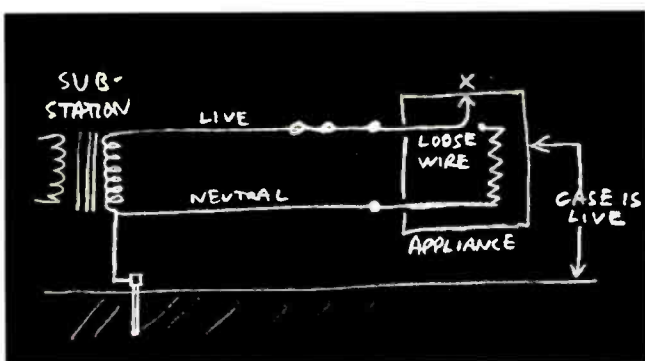 SUB-
STATION
LIVE
X
LOOSE
WIRE
NEUTRAL
CASE IS
LIVE
APPLIANCE